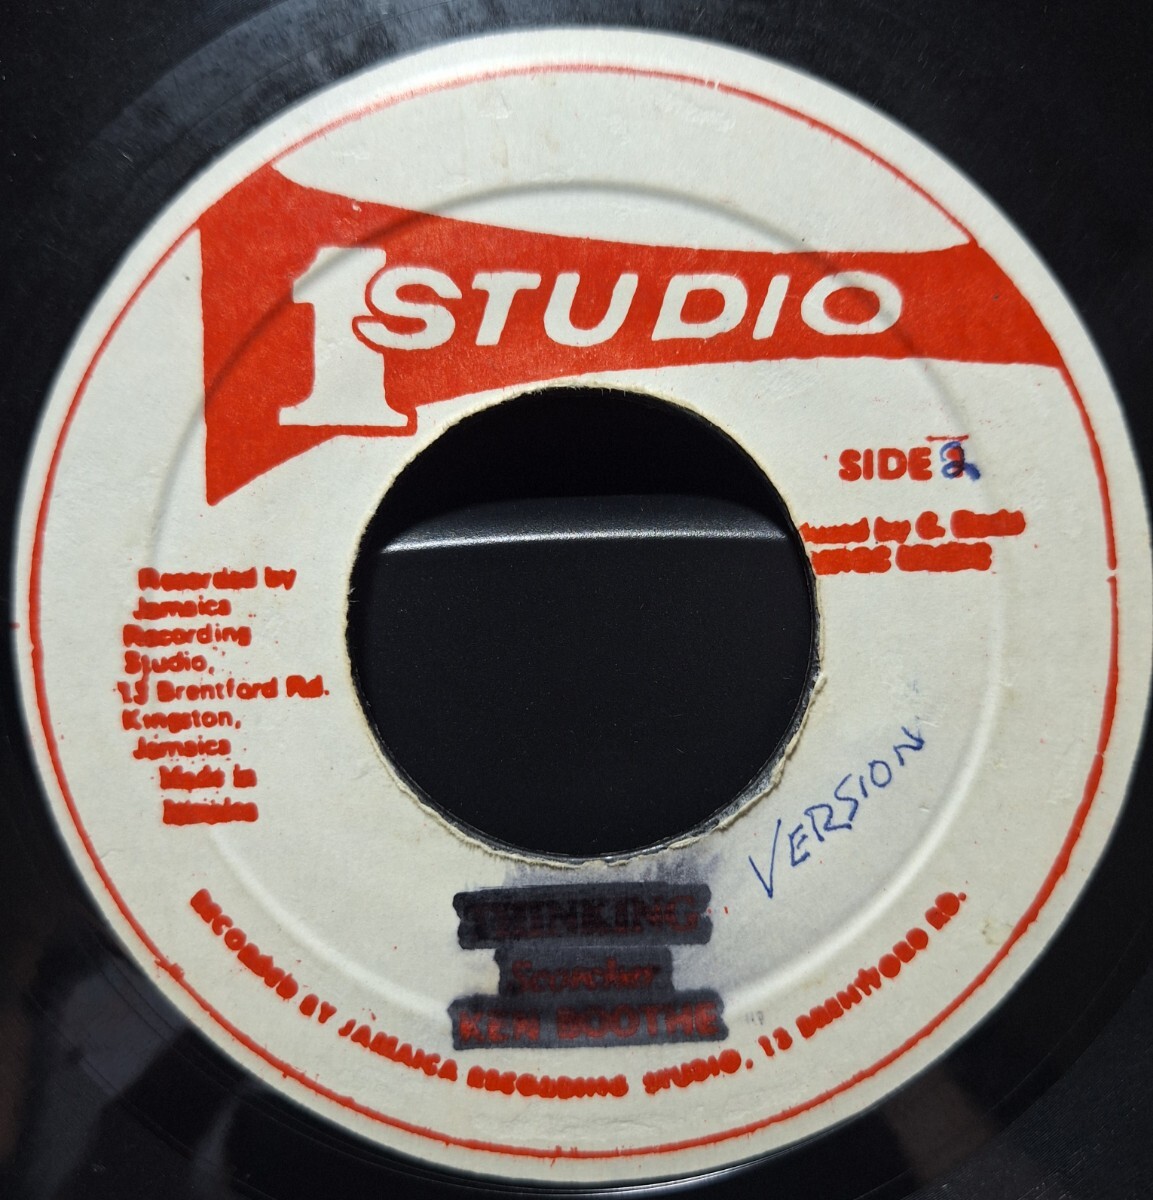 1 STUDIO
SIDE 2
by C.
Recorded by
Jamaica
Recording
Studio,
13 Brentford Rd.
Kingston,
Jamaica
Made in
VERSION
THINKING
Scorcher
KEN BOOTHE
RECORDED BY JAMAICA RECORDING STUDIO, 13 BRENTFORD RD.